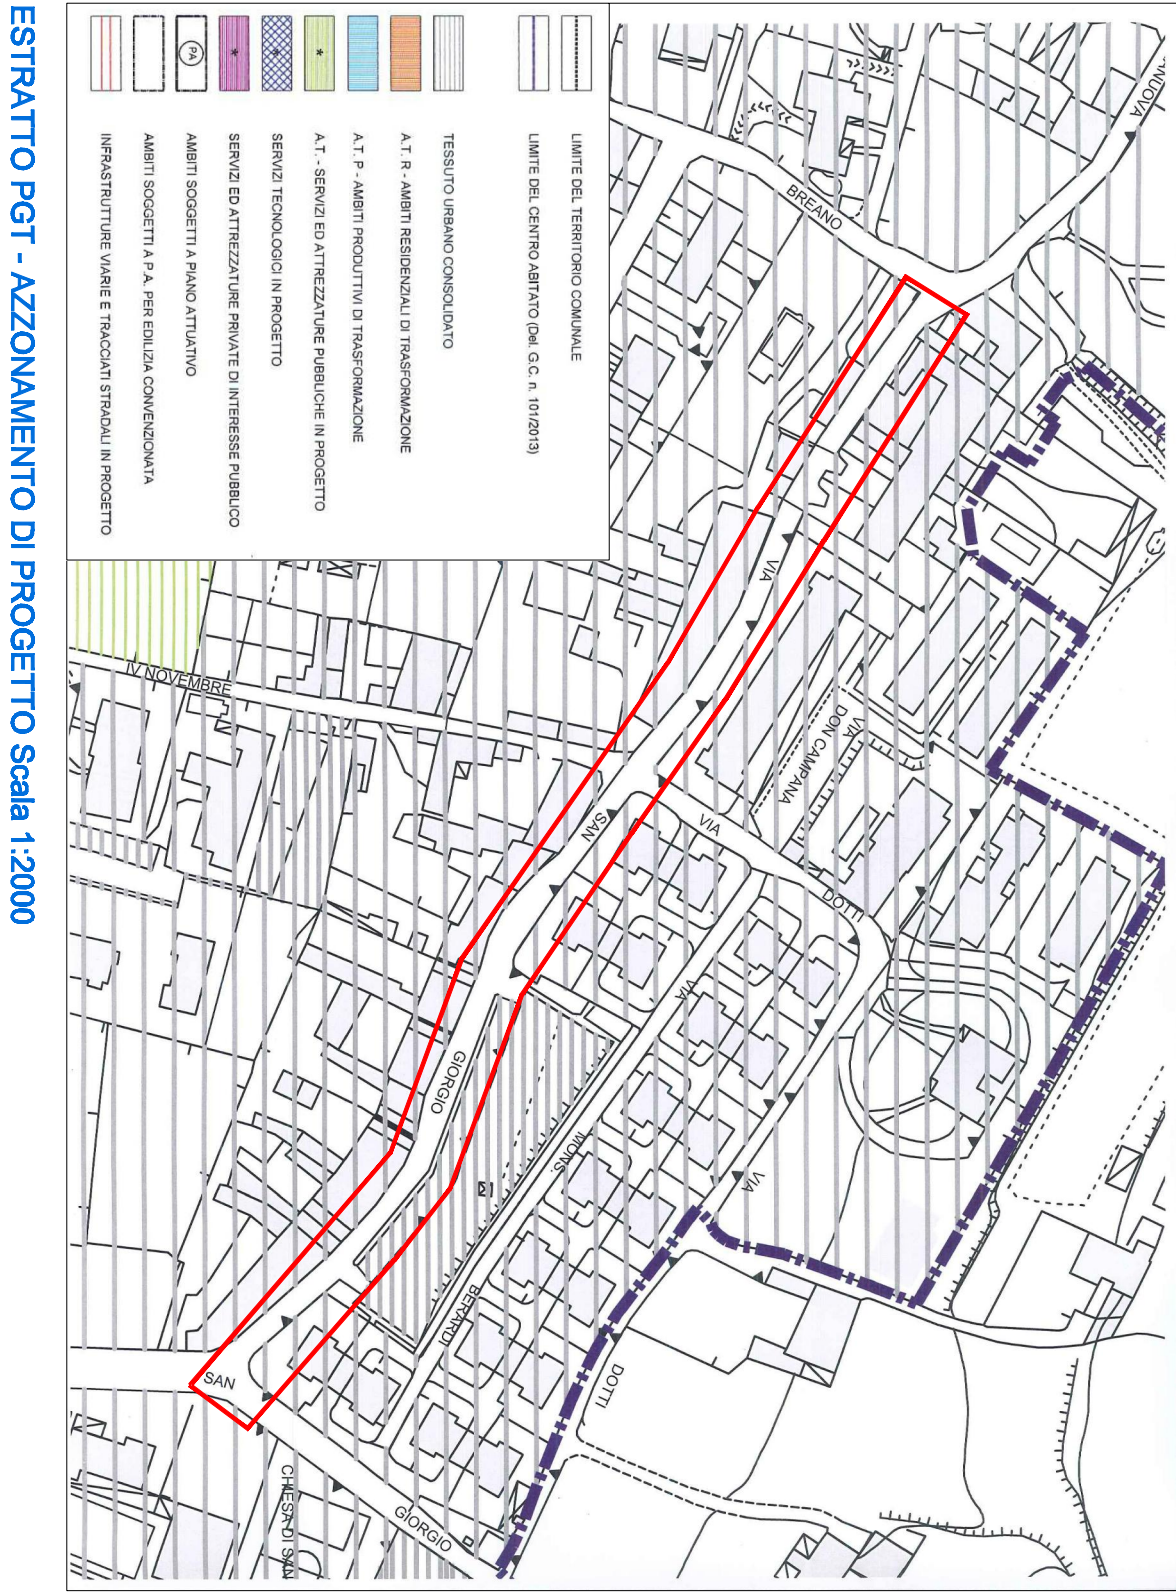 ESTRATTO PGT - AZZONAMENTO DI PROGETTO Scala 1:2000
LIMITE DEL TERRITORIO COMUNALE
LIMITE DEL CENTRO ABITATO (Del. G.C. n. 101/2013)
TESSUTO URBANO CONSOLIDATO
A.T. R - AMBITI RESIDENZIALI DI TRASFORMAZIONE
A.T. P - AMBITI PRODUTTIVI DI TRASFORMAZIONE
A.T. - SERVIZI ED ATTREZZATURE PUBBLICHE IN PROGETTO
SERVIZI TECNOLOGICI IN PROGETTO
SERVIZI ED ATTREZZATURE PRIVATE DI INTERESSE PUBBLICO
PA
AMBITI SOGGETTI A PIANO ATTUATIVO
AMBITI SOGGETTI A P.A. PER EDILIZIA CONVENZIONATA
INFRASTRUTTURE VIARIE E TRACCIATI STRADALI IN PROGETTO
ANUOVA
BREANO
VIA
IV NOVEMBRE
VIA
DON CAMPANA
SAN
VIA
DOTTI
VIA
GIORGIO
MONS.
VIA
BERARDI
DOTTI
SAN
GIORGIO
CHIESA DI SAN